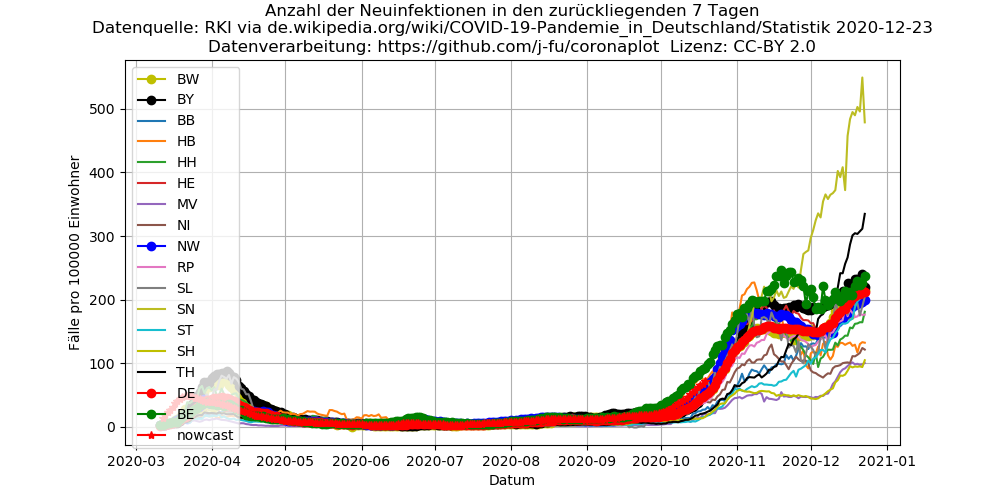 Anzahl der Neuinfektionen in den zurückliegenden 7 Tagen
Datenquelle: RKI via de.wikipedia.org/wiki/COVID-19-Pandemie_in_Deutschland/Statistik 2020-12-23
Datenverarbeitung: https://github.com/j-fu/coronaplot  Lizenz: CC-BY 2.0
Fälle pro 100000 Einwohner
500
400
300
200
100
0
BW
BY
BB
HB
HH
HE
MV
NI
NW
RP
SL
SN
ST
SH
TH
DE
BE
nowcast
2020-03 2020-04 2020-05 2020-06 2020-07 2020-08 2020-09 2020-10 2020-11 2020-12 2021-01
Datum